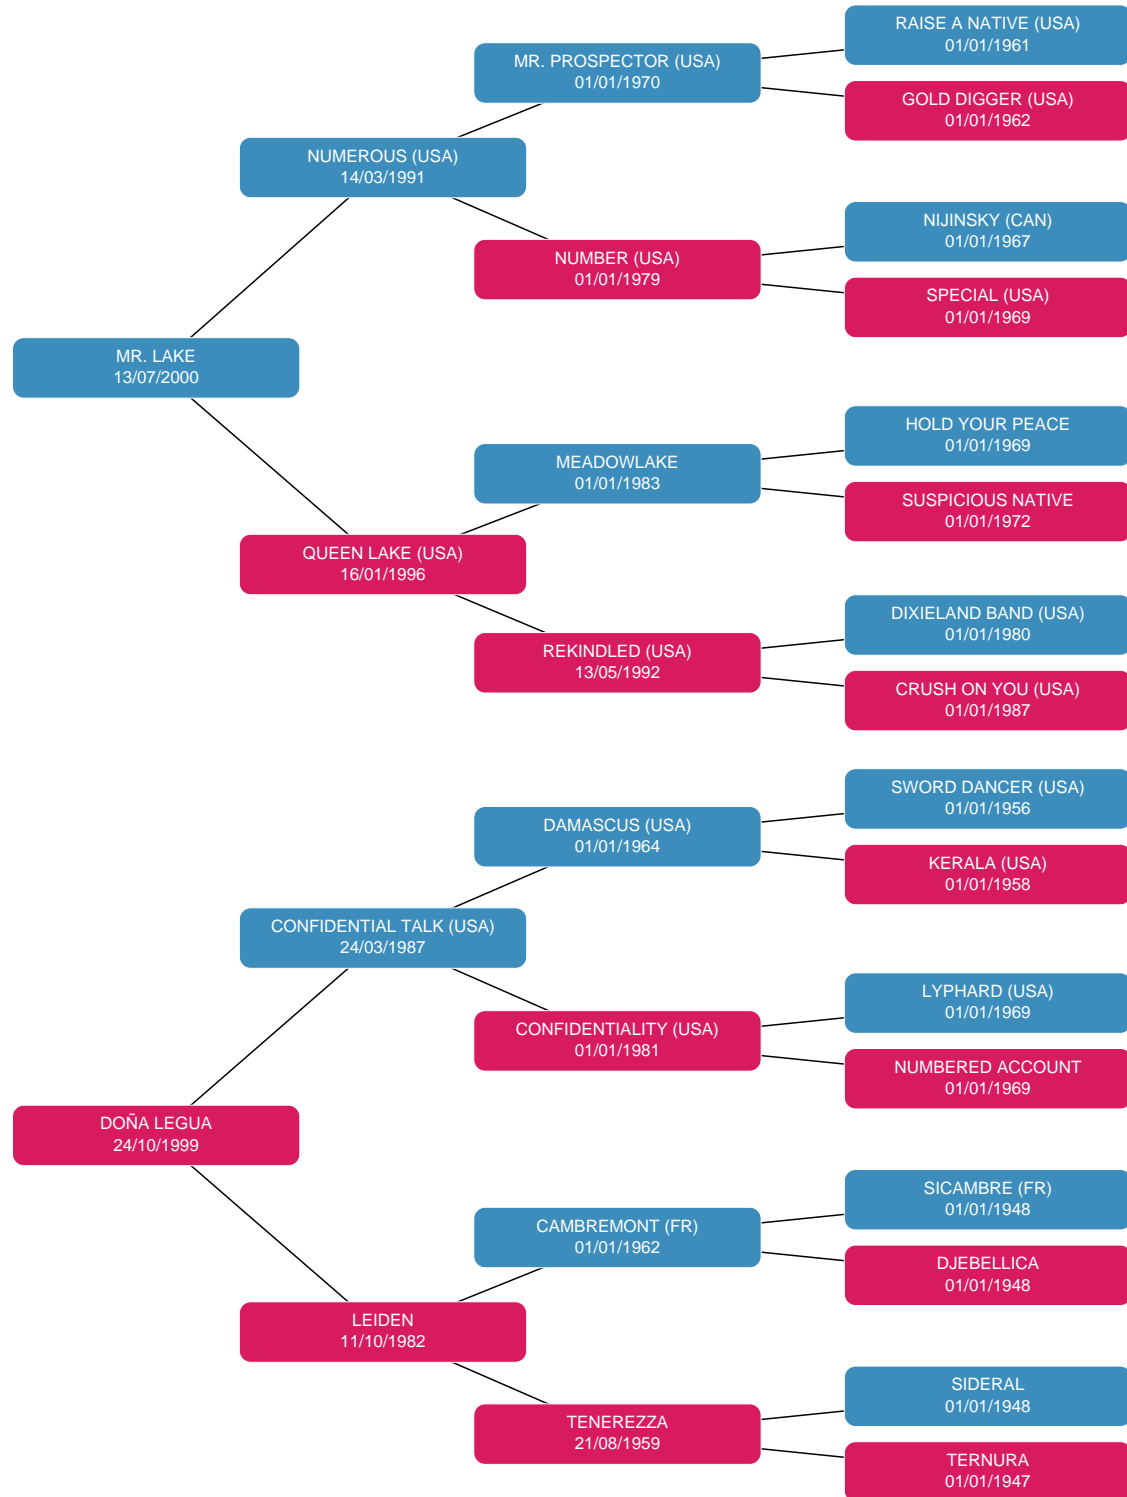 RAISE A NATIVE (USA)
01/01/1961
MR. PROSPECTOR (USA)
01/01/1970
GOLD DIGGER (USA)
01/01/1962
NUMEROUS (USA)
14/03/1991
NIJINSKY (CAN)
01/01/1967
NUMBER (USA)
01/01/1979
SPECIAL (USA)
01/01/1969
MR. LAKE
13/07/2000
HOLD YOUR PEACE
01/01/1969
MEADOWLAKE
01/01/1983
SUSPICIOUS NATIVE
01/01/1972
QUEEN LAKE (USA)
16/01/1996
DIXIELAND BAND (USA)
01/01/1980
REKINDLED (USA)
13/05/1992
CRUSH ON YOU (USA)
01/01/1987
SWORD DANCER (USA)
01/01/1956
DAMASCUS (USA)
01/01/1964
KERALA (USA)
01/01/1958
CONFIDENTIAL TALK (USA)
24/03/1987
LYPHARD (USA)
01/01/1969
CONFIDENTIALITY (USA)
01/01/1981
NUMBERED ACCOUNT
01/01/1969
DOÑA LEGUA
24/10/1999
SICAMBRE (FR)
01/01/1948
CAMBREMONT (FR)
01/01/1962
DJEBELLICA
01/01/1948
LEIDEN
11/10/1982
SIDERAL
01/01/1948
TENEREZZA
21/08/1959
TERNURA
01/01/1947